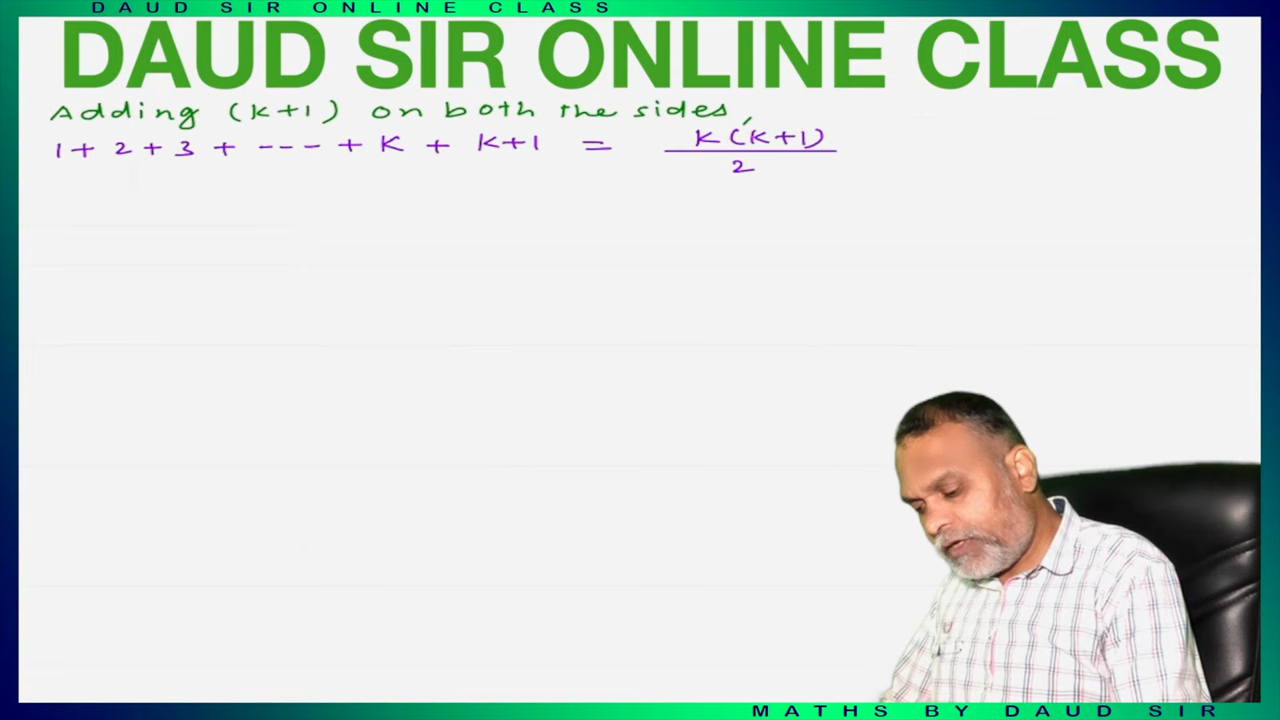 DAUD SIR ONLINE CLASS
DAUD SIR ONLINE CLASS
Adding (K+1) on both the sides,
1 + 2 + 3 + ---- + K + K+1 = K(K+1)/2
MATHS BY DAUD SIR